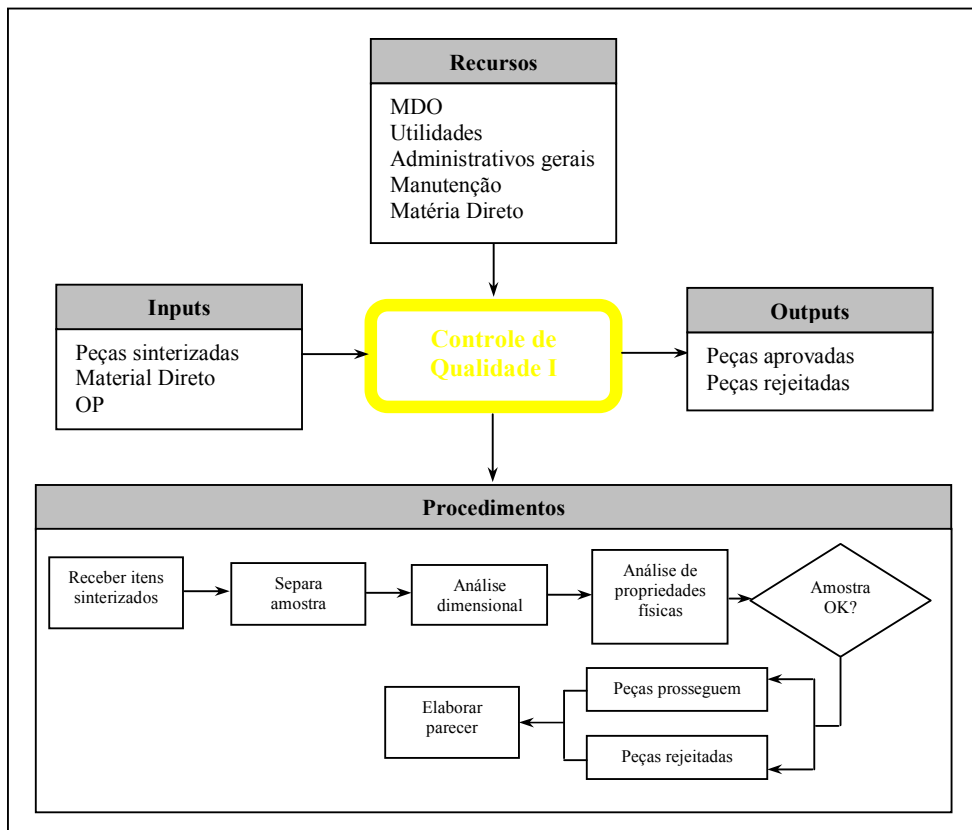 Recursos
MDO
Utilidades
Administrativos gerais
Manutenção
Matéria Direto
Inputs
Peças sinterizadas
Material Direto
OP
Controle de
Qualidade I
Outputs
Peças aprovadas
Peças rejeitadas
Procedimentos
Receber itens
sinterizados
Separa
amostra
Análise
dimensional
Análise de
propriedades
físicas
Amostra
OK?
Elaborar
parecer
Peças prosseguem
Peças rejeitadas